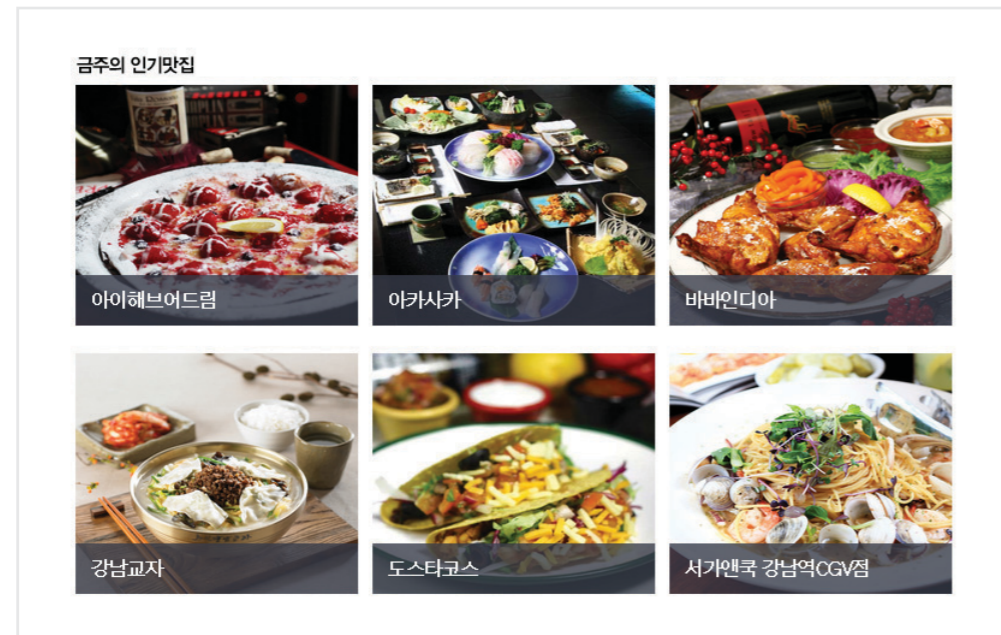 금주의 인기맛집
아이해브어드림
아카사카
바바인디아
강남교자
도스타코스
서가앤쿡 강남역CGV점